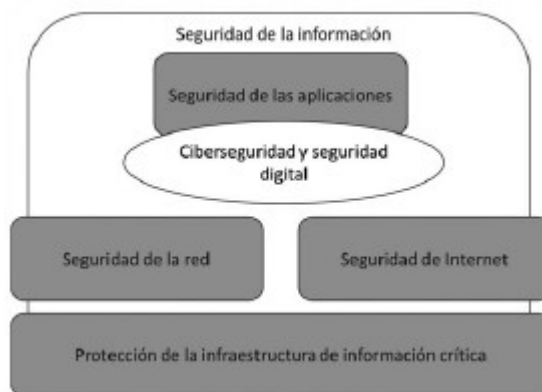 Seguridad de la información
Seguridad de las aplicaciones
Ciberseguridad y seguridad
digital
Seguridad de la red
Seguridad de Internet
Protección de la infraestructura de información crítica